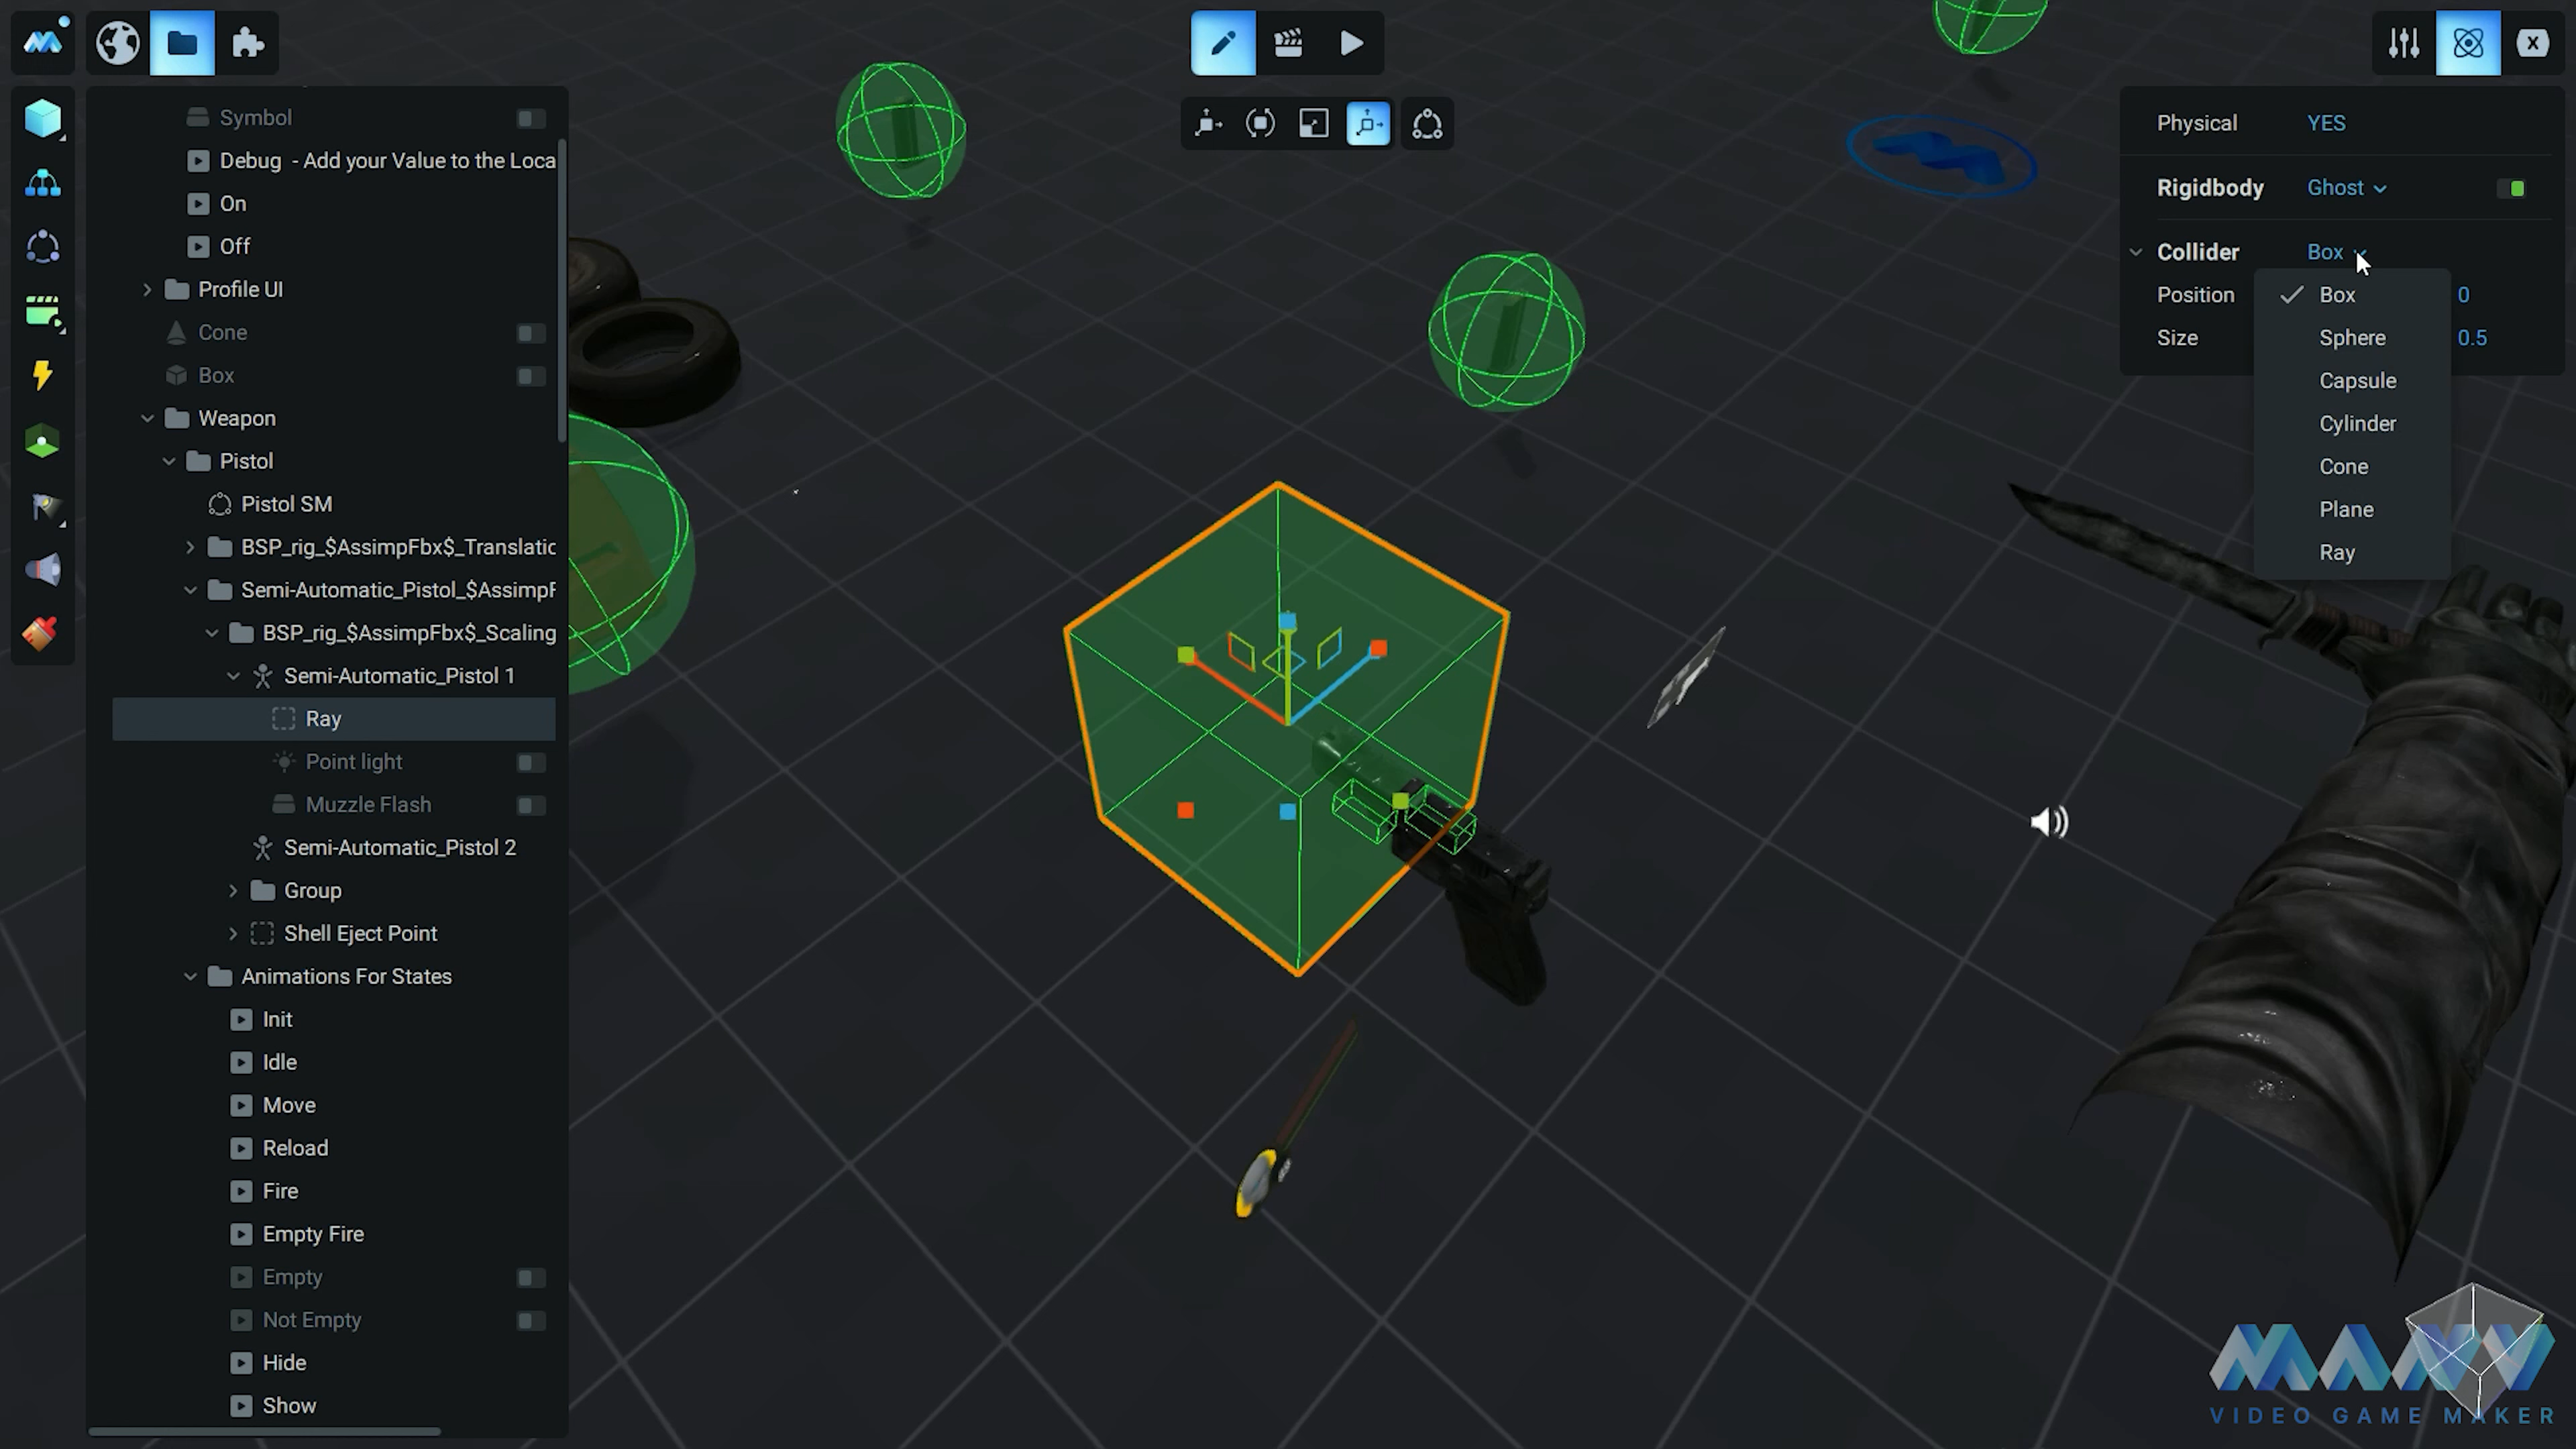 Symbol
Debug - Add your Value to the Loca
On
Off
Profile UI
Cone
Box
Weapon
Pistol
Pistol SM
BSP_rig_$AssimpFbx$_Translatic
Semi-Automatic_Pistol_$AssimpF
BSP_rig_$AssimpFbx$_Scaling
Semi-Automatic_Pistol 1
Ray
Point light
Muzzle Flash
Semi-Automatic_Pistol 2
Group
Shell Eject Point
Animations For States
Init
Idle
Move
Reload
Fire
Empty Fire
Empty
Not Empty
Hide
Show
Physical YES
Rigidbody Ghost
Collider Box
Position 0
Size 0.5
Box
Sphere
Capsule
Cylinder
Cone
Plane
Ray
VIDEO GAME MAKER